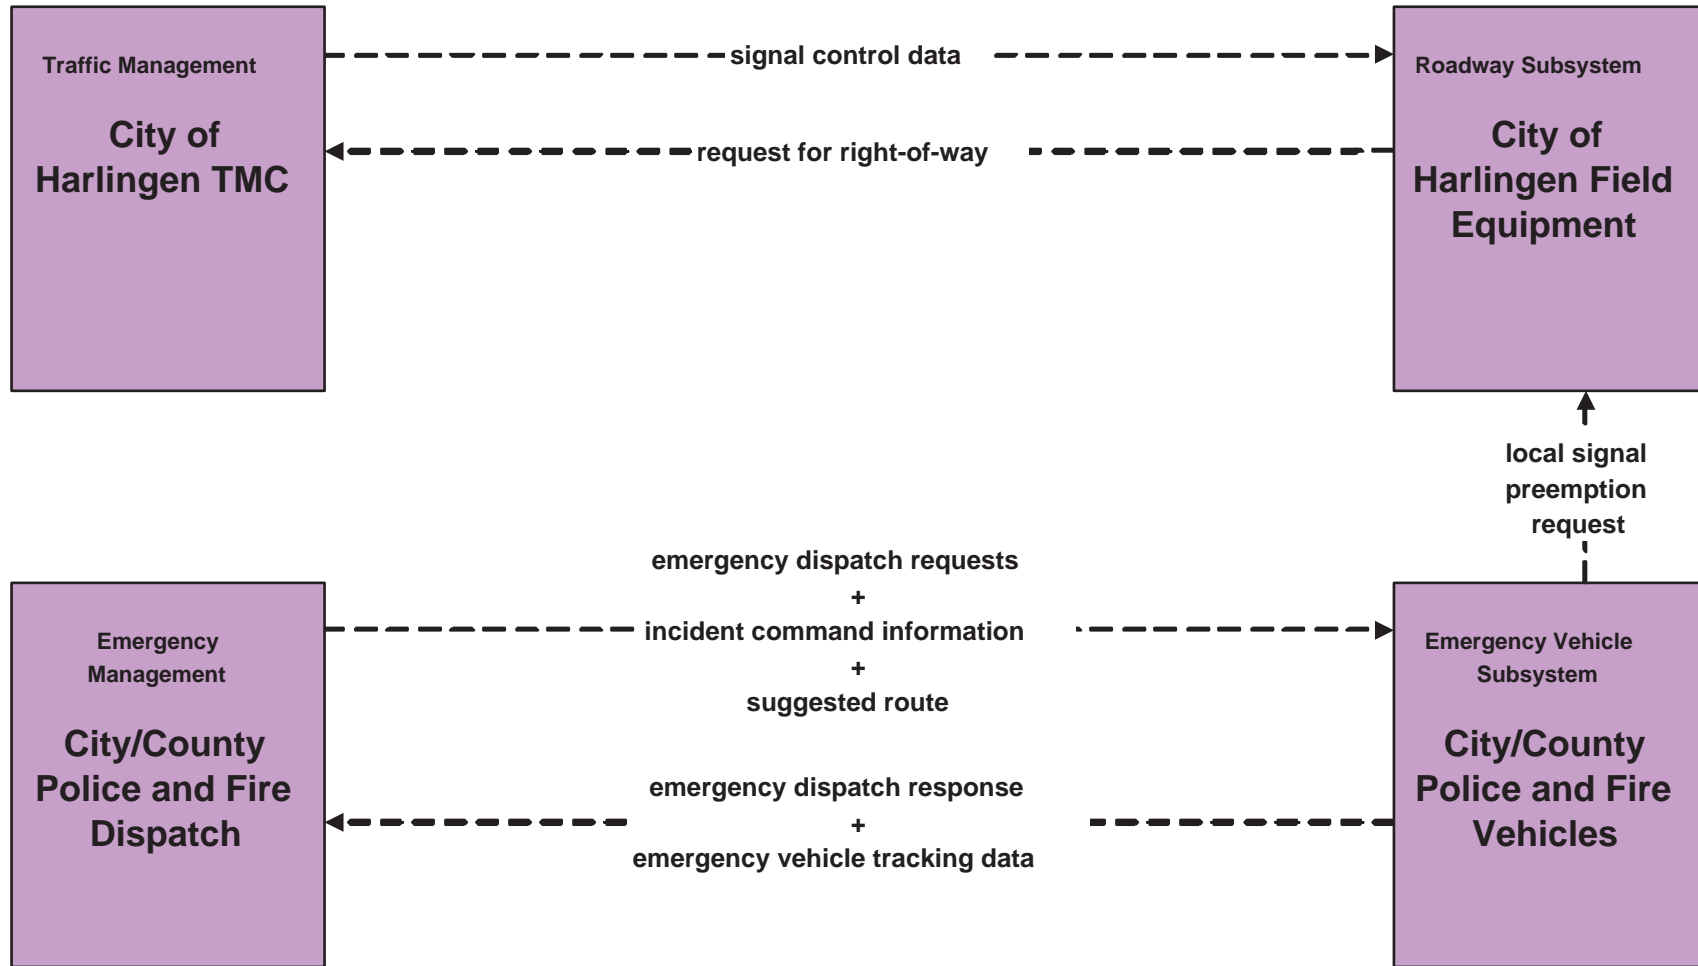 Traffic Management
City of
Harlingen TMC
signal control data
request for right-of-way
Roadway Subsystem
City of
Harlingen Field
Equipment
local signal
preemption
request
Emergency
Management
City/County
Police and Fire
Dispatch
emergency dispatch requests
+
incident command information
+
suggested route
emergency dispatch response
+
emergency vehicle tracking data
Emergency Vehicle
Subsystem
City/County
Police and Fire
Vehicles